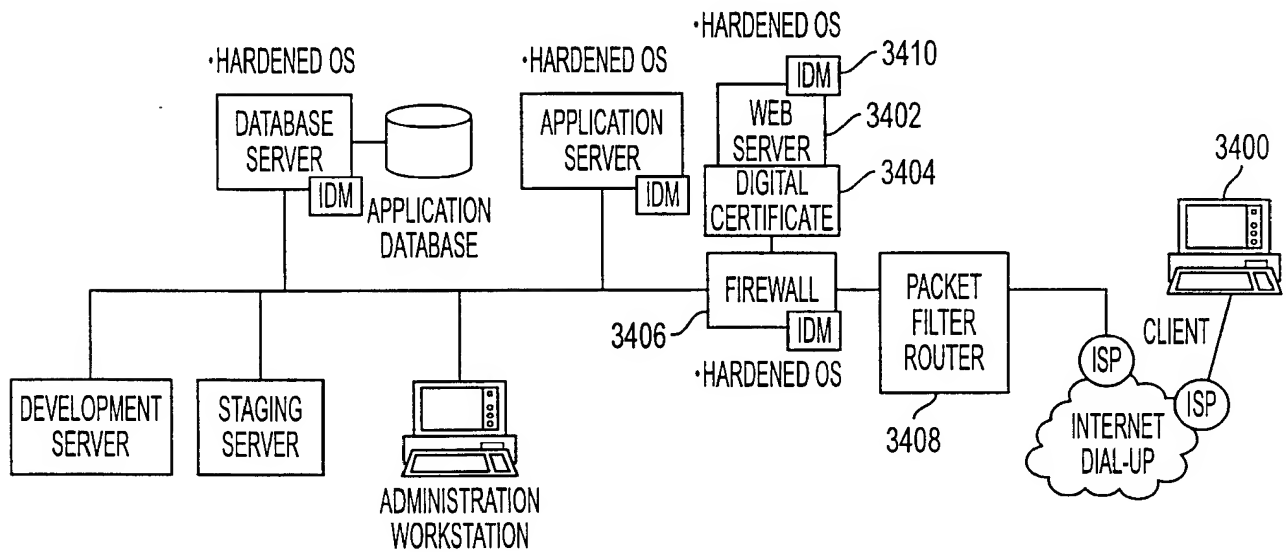 •HARDENED OS
DATABASE
SERVER
IDM
APPLICATION
DATABASE
•HARDENED OS
APPLICATION
SERVER
IDM
•HARDENED OS
IDM
3410
WEB
SERVER
3402
DIGITAL
CERTIFICATE
3404
FIREWALL
3406
IDM
•HARDENED OS
PACKET
FILTER
ROUTER
3408
3400
CLIENT
ISP
ISP
INTERNET
DIAL-UP
DEVELOPMENT
SERVER
STAGING
SERVER
ADMINISTRATION
WORKSTATION